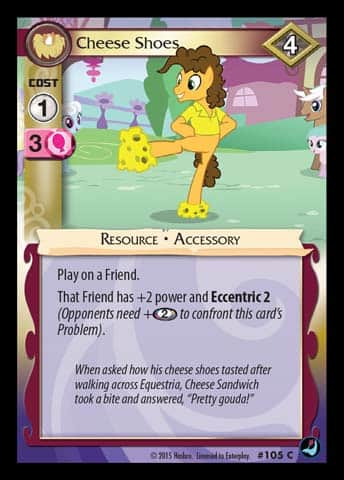 Cheese Shoes
4
COST
1
3
RESOURCE • ACCESSORY
Play on a Friend.
That Friend has +2 power and Eccentric 2
(Opponents need +2 to confront this card's
Problem).
When asked how his cheese shoes tasted after
walking across Equestria, Cheese Sandwich
took a bite and answered, "Pretty gouda!"
© 2015 Hasbro. Licensed to Enterplay. #105 C